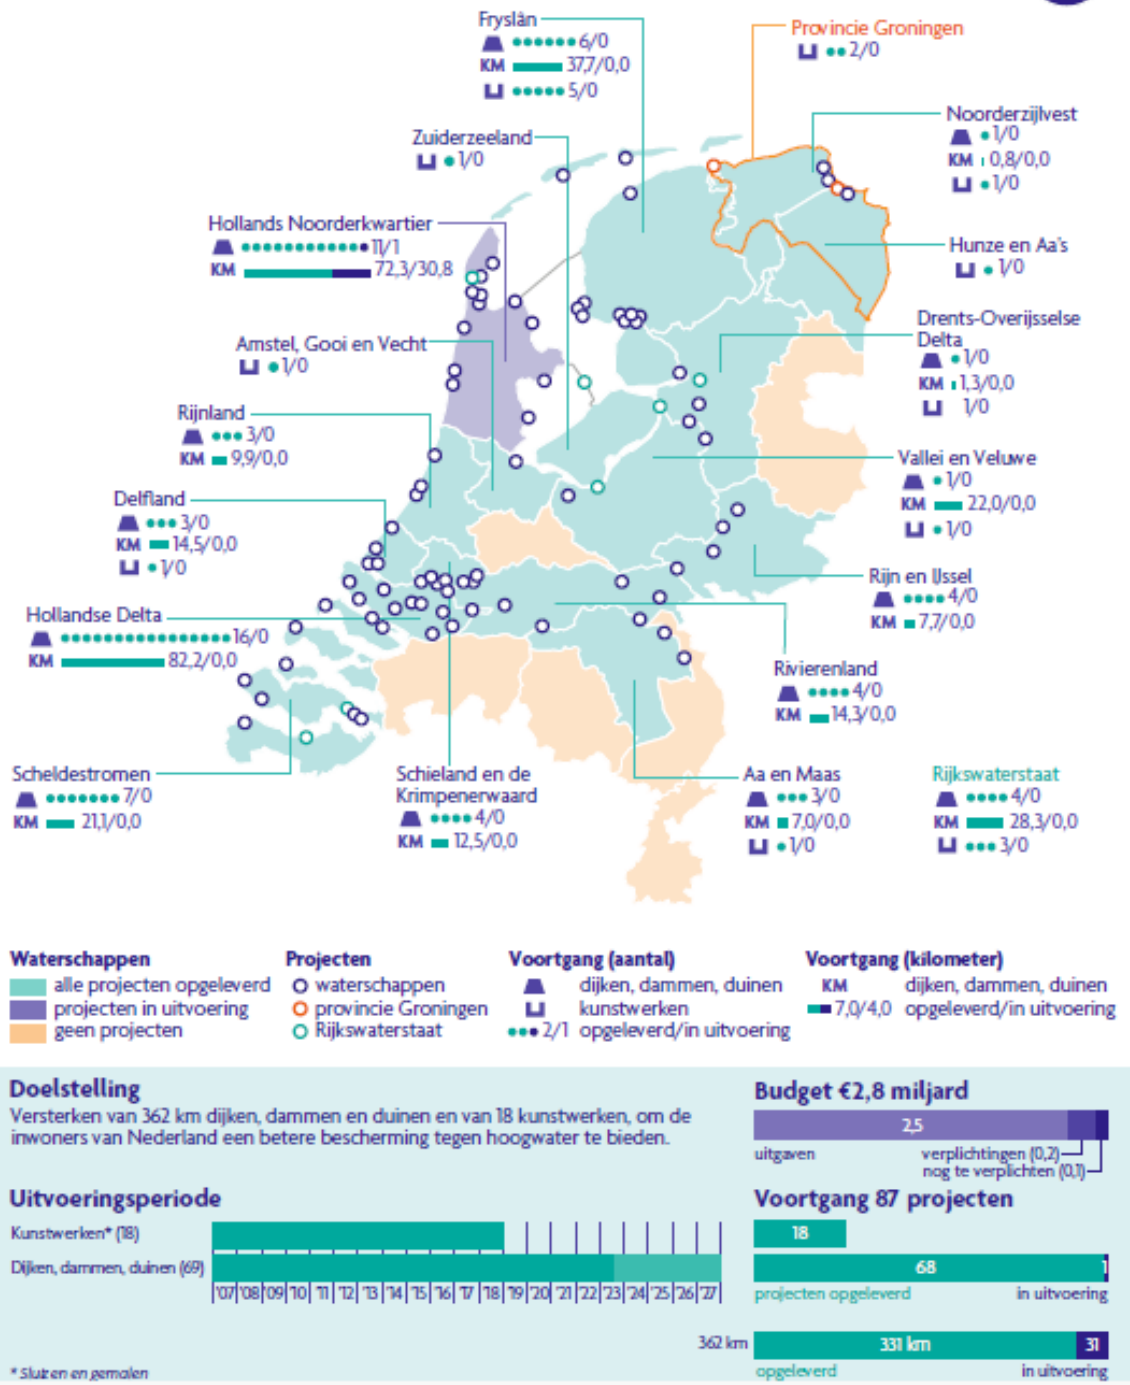 Fryslân
6/0
KM 37,7/0,0
5/0
Provincie Groningen
2/0
Noorderzijlvest
1/0
KM 0,8/0,0
1/0
Zuiderzeeland
1/0
Hollands Noorderkwartier
11/1
KM 72,3/30,8
Hunze en Aa's
1/0
Drents-Overijsselse
Delta
1/0
KM 1,3/0,0
1/0
Amstel, Gooi en Vecht
1/0
Rijnland
3/0
KM 9,9/0,0
Vallei en Veluwe
1/0
KM 22,0/0,0
1/0
Delfland
3/0
KM 14,5/0,0
1/0
Rijn en IJssel
4/0
KM 7,7/0,0
Hollandse Delta
16/0
KM 82,2/0,0
Rivierenland
4/0
KM 14,3/0,0
Scheldestromen
7/0
KM 21,1/0,0
Schieland en de
Krimpenerwaard
4/0
KM 12,5/0,0
Aa en Maas
3/0
KM 7,0/0,0
1/0
Rijkswaterstaat
4/0
KM 28,3/0,0
3/0
Waterschappen
alle projecten opgeleverd
projecten in uitvoering
geen projecten
Projecten
waterschappen
provincie Groningen
Rijkswaterstaat
Voortgang (aantal)
dijken, dammen, duinen
kunstwerken
2/1 opgeleverd/in uitvoering
Voortgang (kilometer)
KM dijken, dammen, duinen
7,0/4,0 opgeleverd/in uitvoering
Doelstelling
Versterken van 362 km dijken, dammen en duinen en van 18 kunstwerken, om de
inwoners van Nederland een betere bescherming tegen hoogwater te bieden.
Budget €2,8 miljard
2,5
uitgaven verplichtingen (0,2)
nog te verplichten (0,1)
Uitvoeringsperiode
Kunstwerken* (18)
Dijken, dammen, duinen (69)
'07 '08 '09 '10 '11 '12 '13 '14 '15 '16 '17 '18 '19 '20 '21 '22 '23 '24 '25 '26 '27
Voortgang 87 projecten
18
68 1
projecten opgeleverd in uitvoering
362 km 331 km 31
opgeleverd in uitvoering
* Sluizen en gemalen